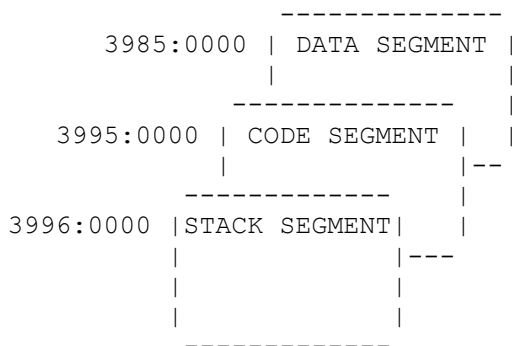 3985:0000 | DATA SEGMENT |
3995:0000 | CODE SEGMENT |
3996:0000 |STACK SEGMENT|